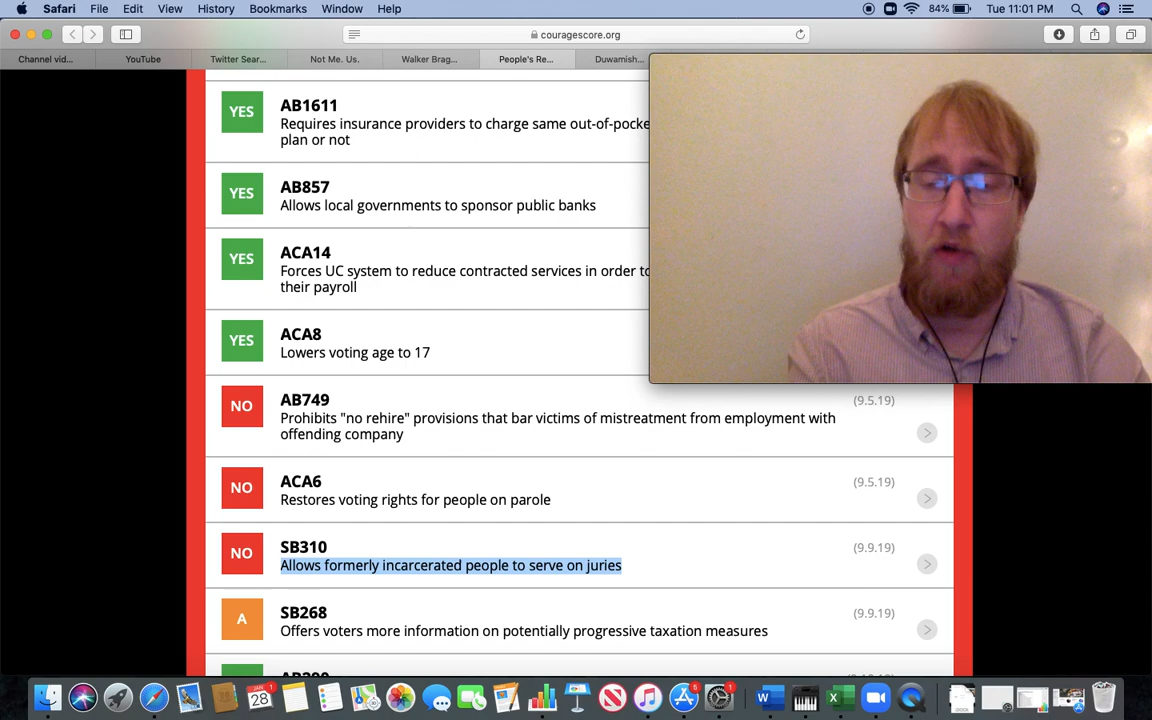 Safari File Edit View History Bookmarks Window Help 84% Tue 11:01 PM
couragescore.org
Channel vid... YouTube Twitter Sear... Not Me. Us. Walker Brag... People's Re... Duwamish...
YES AB1611
Requires insurance providers to charge same out-of-pocke
plan or not
YES AB857
Allows local governments to sponsor public banks
YES ACA14
Forces UC system to reduce contracted services in order to
their payroll
YES ACA8
Lowers voting age to 17
NO AB749 (9.5.19)
Prohibits "no rehire" provisions that bar victims of mistreatment from employment with
offending company
NO ACA6 (9.5.19)
Restores voting rights for people on parole
NO SB310 (9.9.19)
Allows formerly incarcerated people to serve on juries
A SB268 (9.9.19)
Offers voters more information on potentially progressive taxation measures
JAN 28 1 6 1